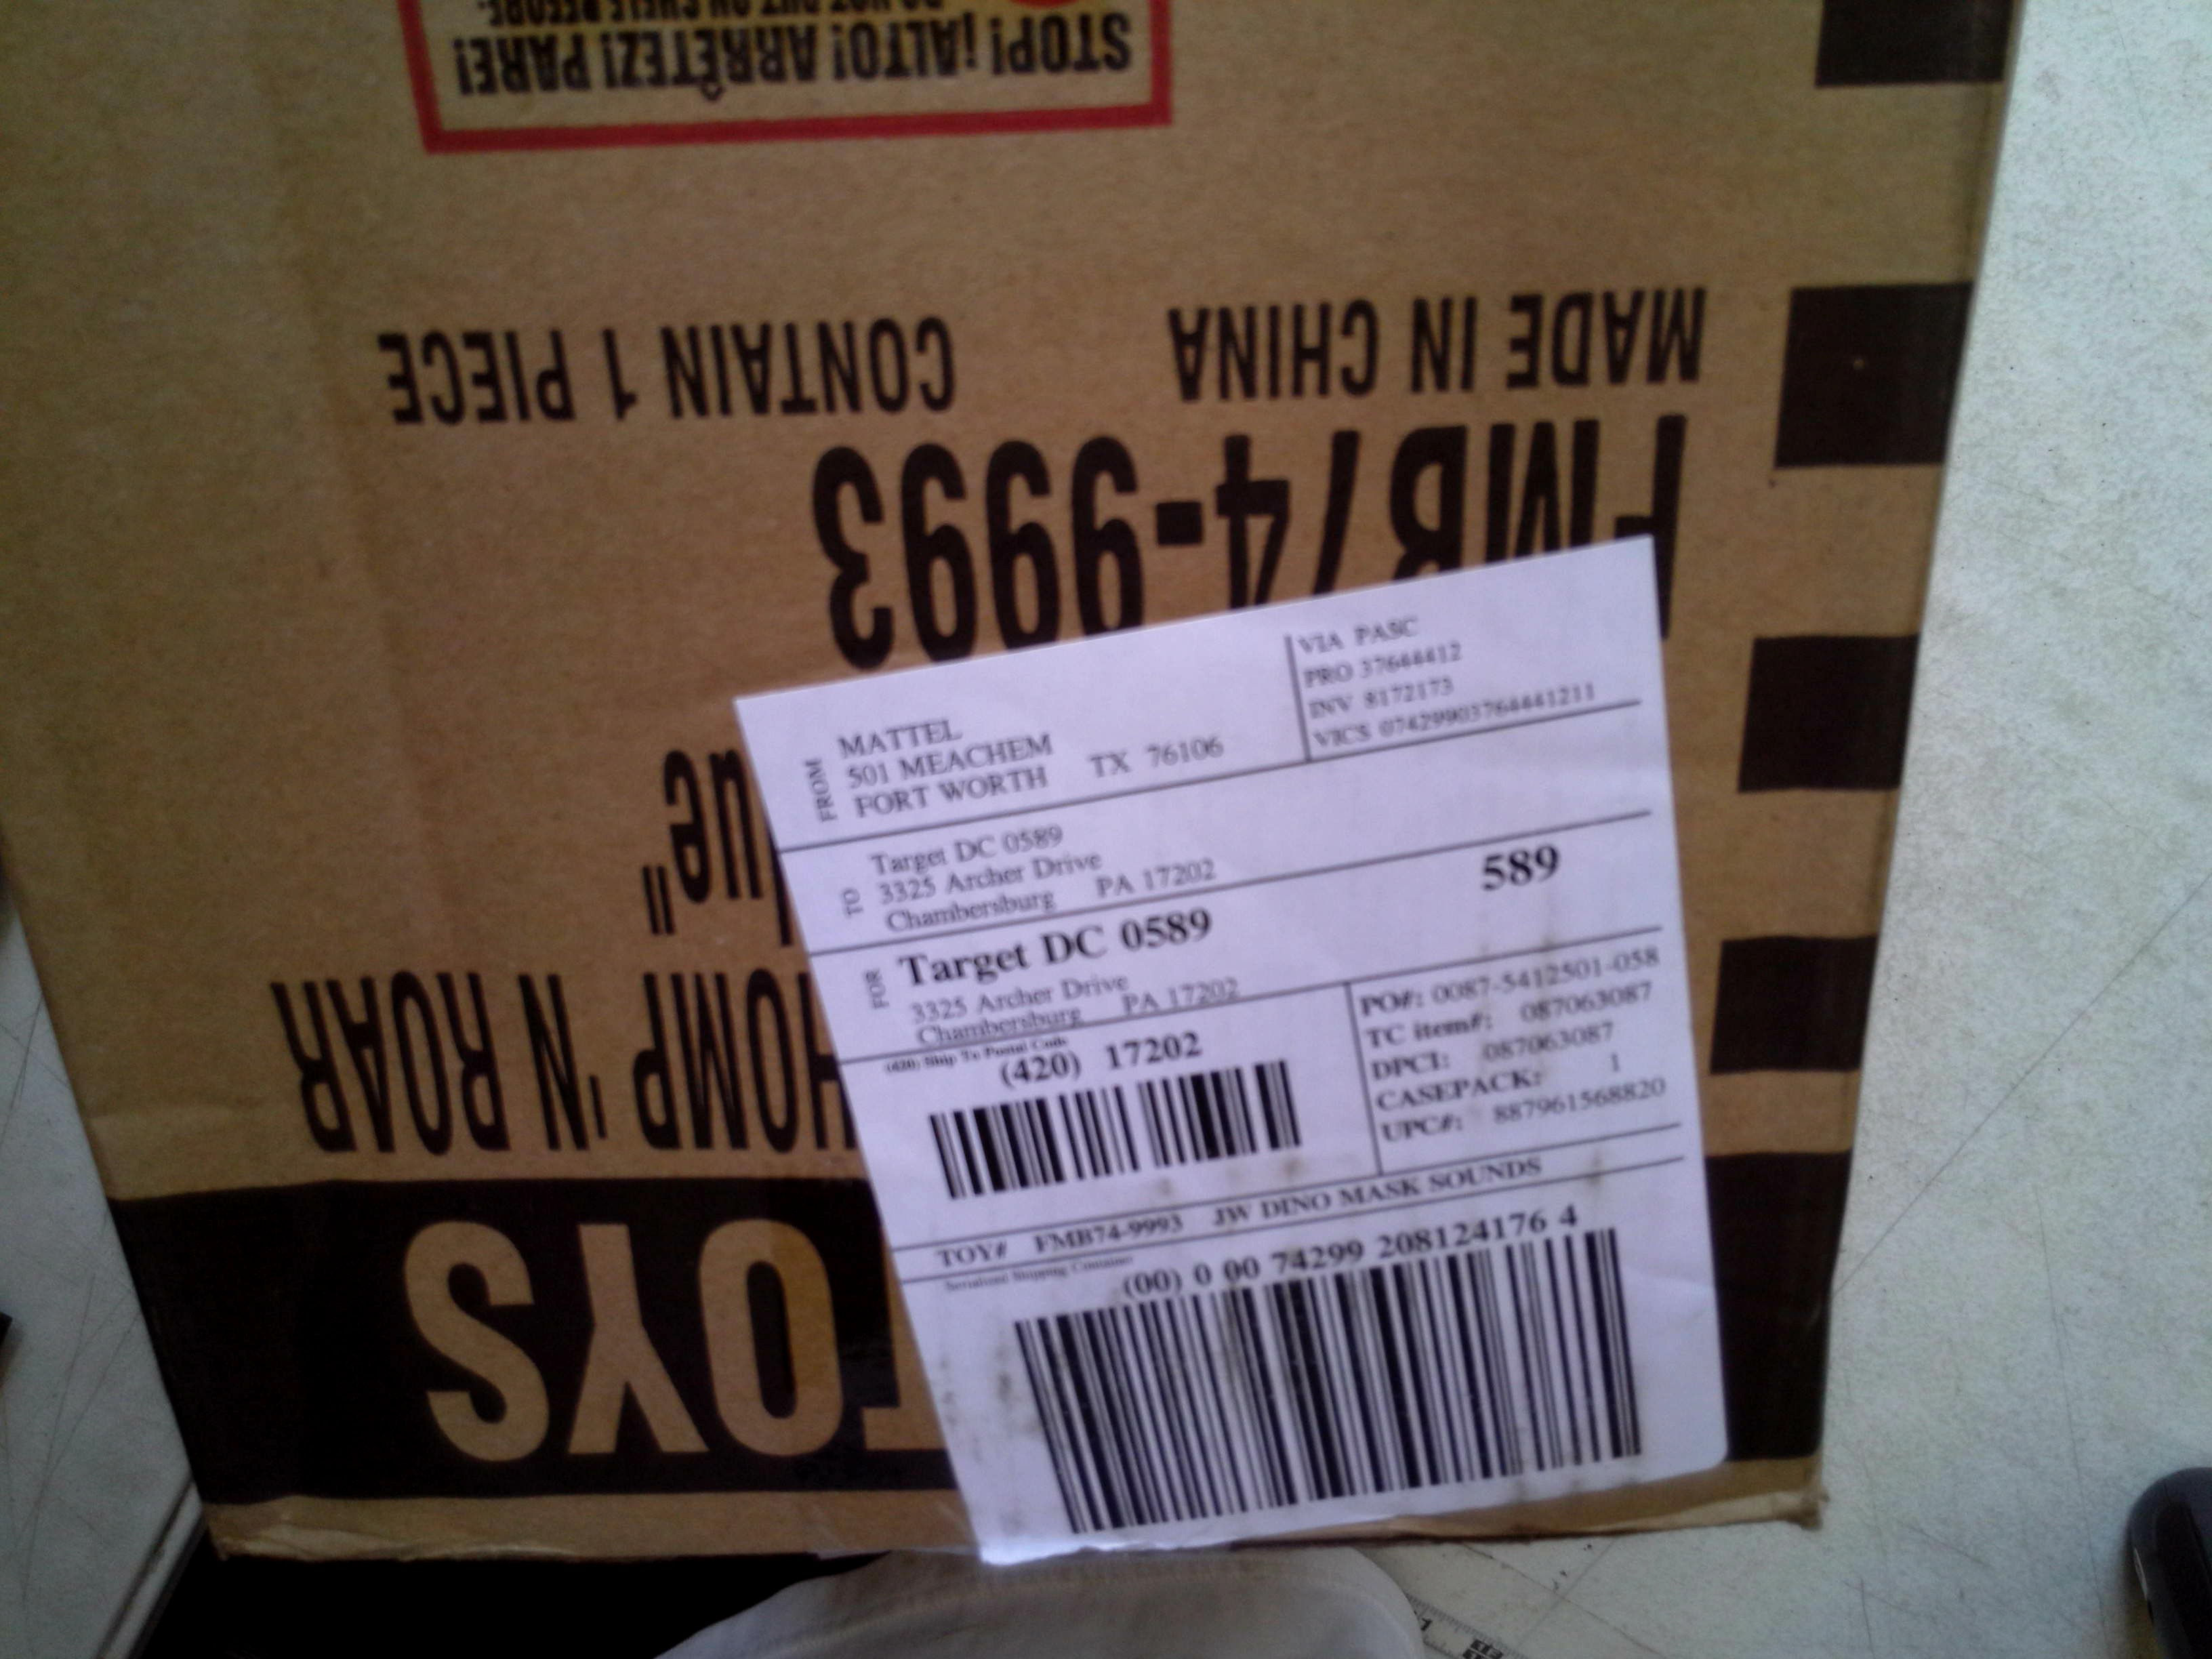 STOP! ¡ALTO! ARRÊTEZ! PARE!
MADE IN CHINA CONTAIN 1 PIECE
FMB74-9993
lue"
HOMP 'N ROAR
TOYS
FROM
MATTEL
501 MEACHEM
FORT WORTH TX 76106
VIA PASC
PRO 37644412
INV 8172173
VICS 07429903764441211
TO
Target DC 0589
3325 Archer Drive
Chambersburg PA 17202
589
FOR
Target DC 0589
3325 Archer Drive
Chambersburg PA 17202
(420) Ship To Postal Code
(420) 17202
PO#: 0087-5412501-058
TC item#: 087063087
DPCI: 087063087
CASEPACK: 1
UPC#: 887961568820
TOY# FMB74-9993 JW DINO MASK SOUNDS
Serialized Shipping Container
(00) 0 00 74299 208124176 4